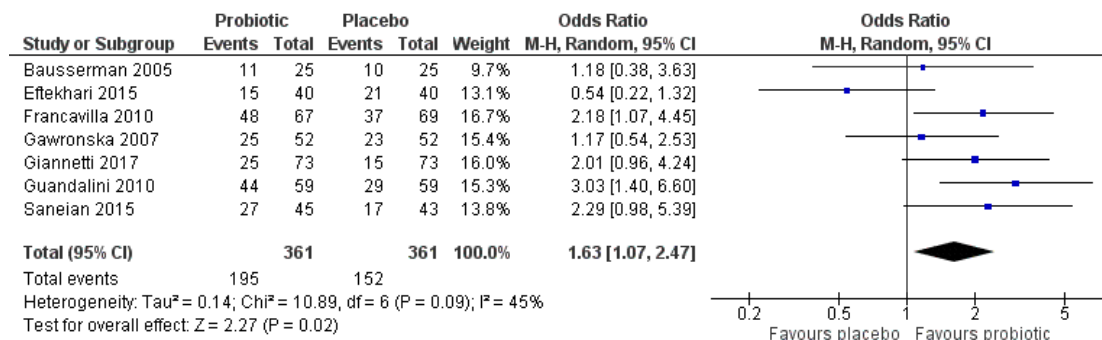 Probiotic Placebo Odds Ratio Odds Ratio
Study or Subgroup Events Total Events Total Weight M-H, Random, 95% CI M-H, Random, 95% CI
Bausserman 2005 11 25 10 25 9.7% 1.18 [0.38, 3.63]
Eftekhari 2015 15 40 21 40 13.1% 0.54 [0.22, 1.32]
Francavilla 2010 48 67 37 69 16.7% 2.18 [1.07, 4.45]
Gawronska 2007 25 52 23 52 15.4% 1.17 [0.54, 2.53]
Giannetti 2017 25 73 15 73 16.0% 2.01 [0.96, 4.24]
Guandalini 2010 44 59 29 59 15.3% 3.03 [1.40, 6.60]
Saneian 2015 27 45 17 43 13.8% 2.29 [0.98, 5.39]
Total (95% CI) 361 361 100.0% 1.63 [1.07, 2.47]
Total events 195 152
Heterogeneity: Tau² = 0.14; Chi² = 10.89, df = 6 (P = 0.09); I² = 45%
Test for overall effect: Z = 2.27 (P = 0.02)
0.2 0.5 1 2 5
Favours placebo Favours probiotic